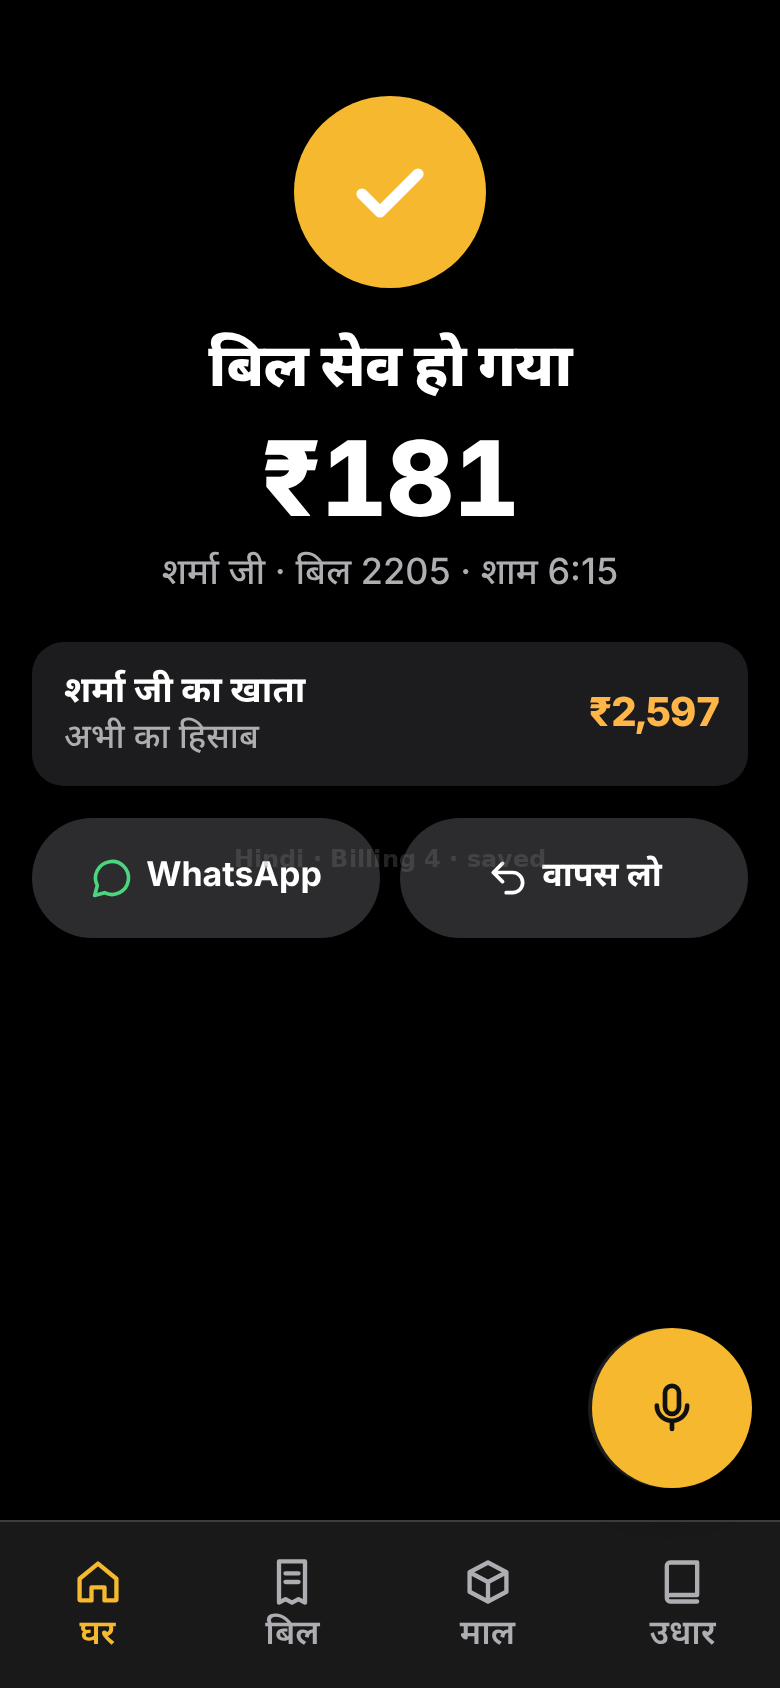 बिल सेव हो गया
₹181
शर्मा जी · बिल 2205 · शाम 6:15
शर्मा जी का खाता
अभी का हिसाब
₹2,597
Hindi · Billing 4 · saved
WhatsApp
वापस लो
घर
बिल
माल
उधार